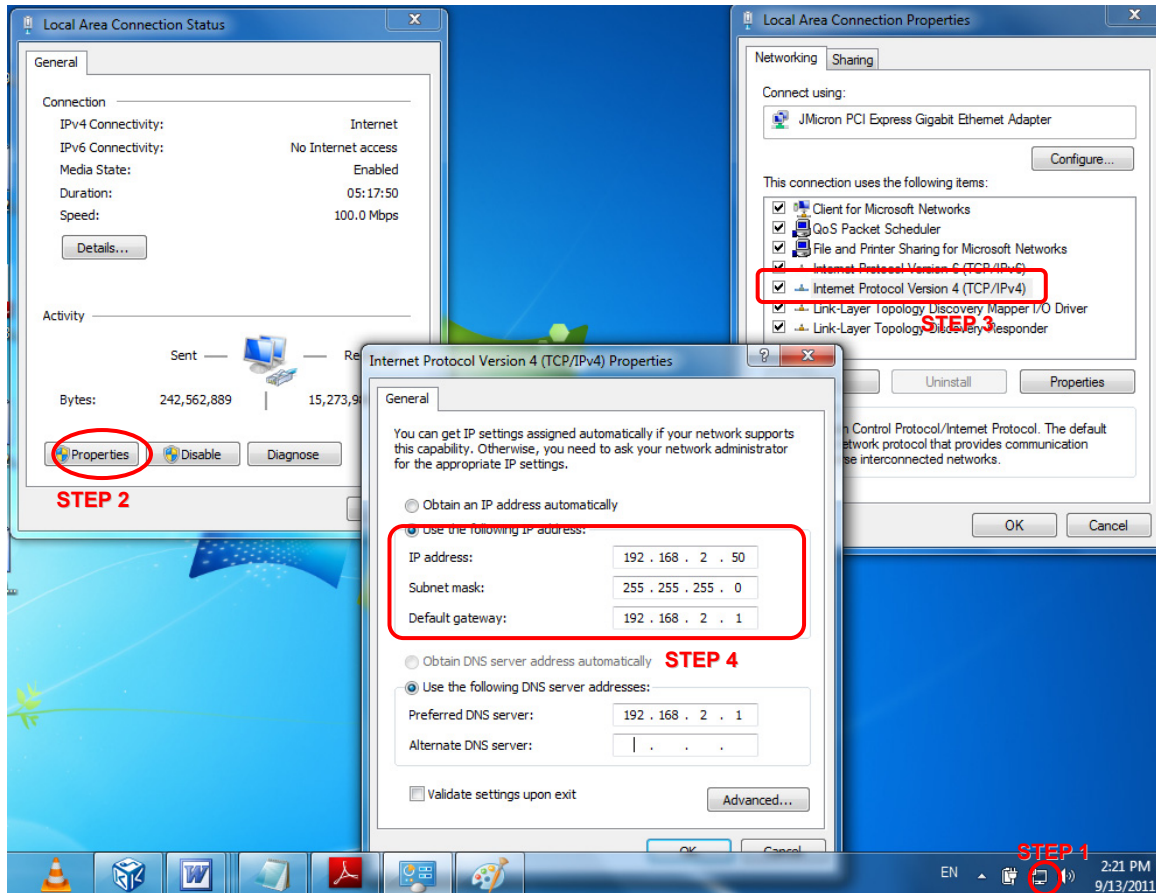 Local Area Connection Status
General
Connection
IPv4 Connectivity: Internet
IPv6 Connectivity: No Internet access
Media State: Enabled
Duration: 05:17:50
Speed: 100.0 Mbps
Details...
Activity
Sent
Bytes: 242,562,889 | 15,273,9
Properties Disable Diagnose
STEP 2
Local Area Connection Properties
Networking Sharing
Connect using:
JMicron PCI Express Gigabit Ethernet Adapter
Configure...
This connection uses the following items:
Client for Microsoft Networks
QoS Packet Scheduler
File and Printer Sharing for Microsoft Networks
Internet Protocol Version 6 (TCP/IPv6)
Internet Protocol Version 4 (TCP/IPv4)
Link-Layer Topology Discovery Mapper I/O Driver
STEP 3
Link-Layer Topology Discovery Responder
Uninstall Properties
Control Protocol/Internet Protocol. The default
network protocol that provides communication
interconnected networks.
OK Cancel
Internet Protocol Version 4 (TCP/IPv4) Properties
General
You can get IP settings assigned automatically if your network supports
this capability. Otherwise, you need to ask your network administrator
for the appropriate IP settings.
Obtain an IP address automatically
Use the following IP address:
IP address: 192 . 168 . 2 . 50
Subnet mask: 255 . 255 . 255 . 0
Default gateway: 192 . 168 . 2 . 1
Obtain DNS server address automatically
STEP 4
Use the following DNS server addresses:
Preferred DNS server: 192 . 168 . 2 . 1
Alternate DNS server: . . .
Validate settings upon exit
Advanced...
OK Cancel
STEP 1
EN
2:21 PM
9/13/2011